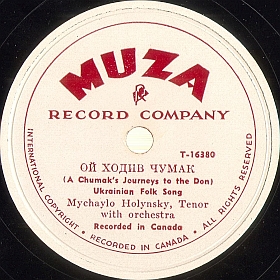 MUZA
RECORD COMPANY
T-16380
ОЙ ХОДИВ ЧУМАК
(A Chumak's Journeys to the Don)
Ukrainian Folk Song
Mychaylo Holynsky, Tenor
with orchestra
Recorded in Canada
INTERNATIONAL COPYRIGHT • RECORDED IN CANADA • ALL RIGHTS RESERVED